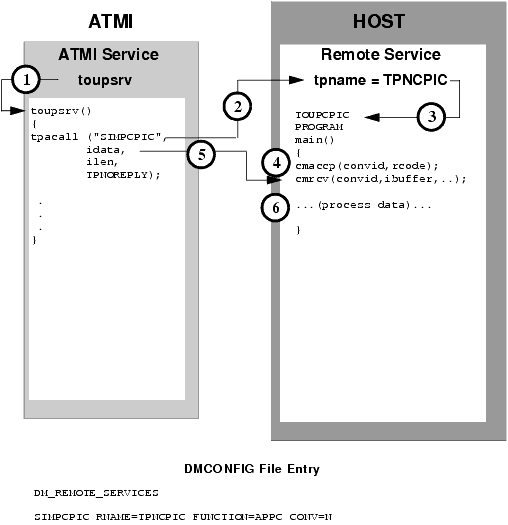 ATMI
HOST
ATMI Service
toupsrv
Remote Service
tpname = TPNCPIC
1
2
3
4
5
6
toupsrv()
{
tpacall ("SIMPCPIC",
idata,
ilen,
TPNOREPLY);
.
.
.
}
TOUPCPIC
PROGRAM
main()
{
cmaccp(convid,rcode);
cmrcv(convid,ibuffer,..);
...(process data)...
}
DMCONFIG File Entry
DM_REMOTE_SERVICES
SIMPCPIC RNAME=TPNCPIC FUNCTION=APPC CONV=N